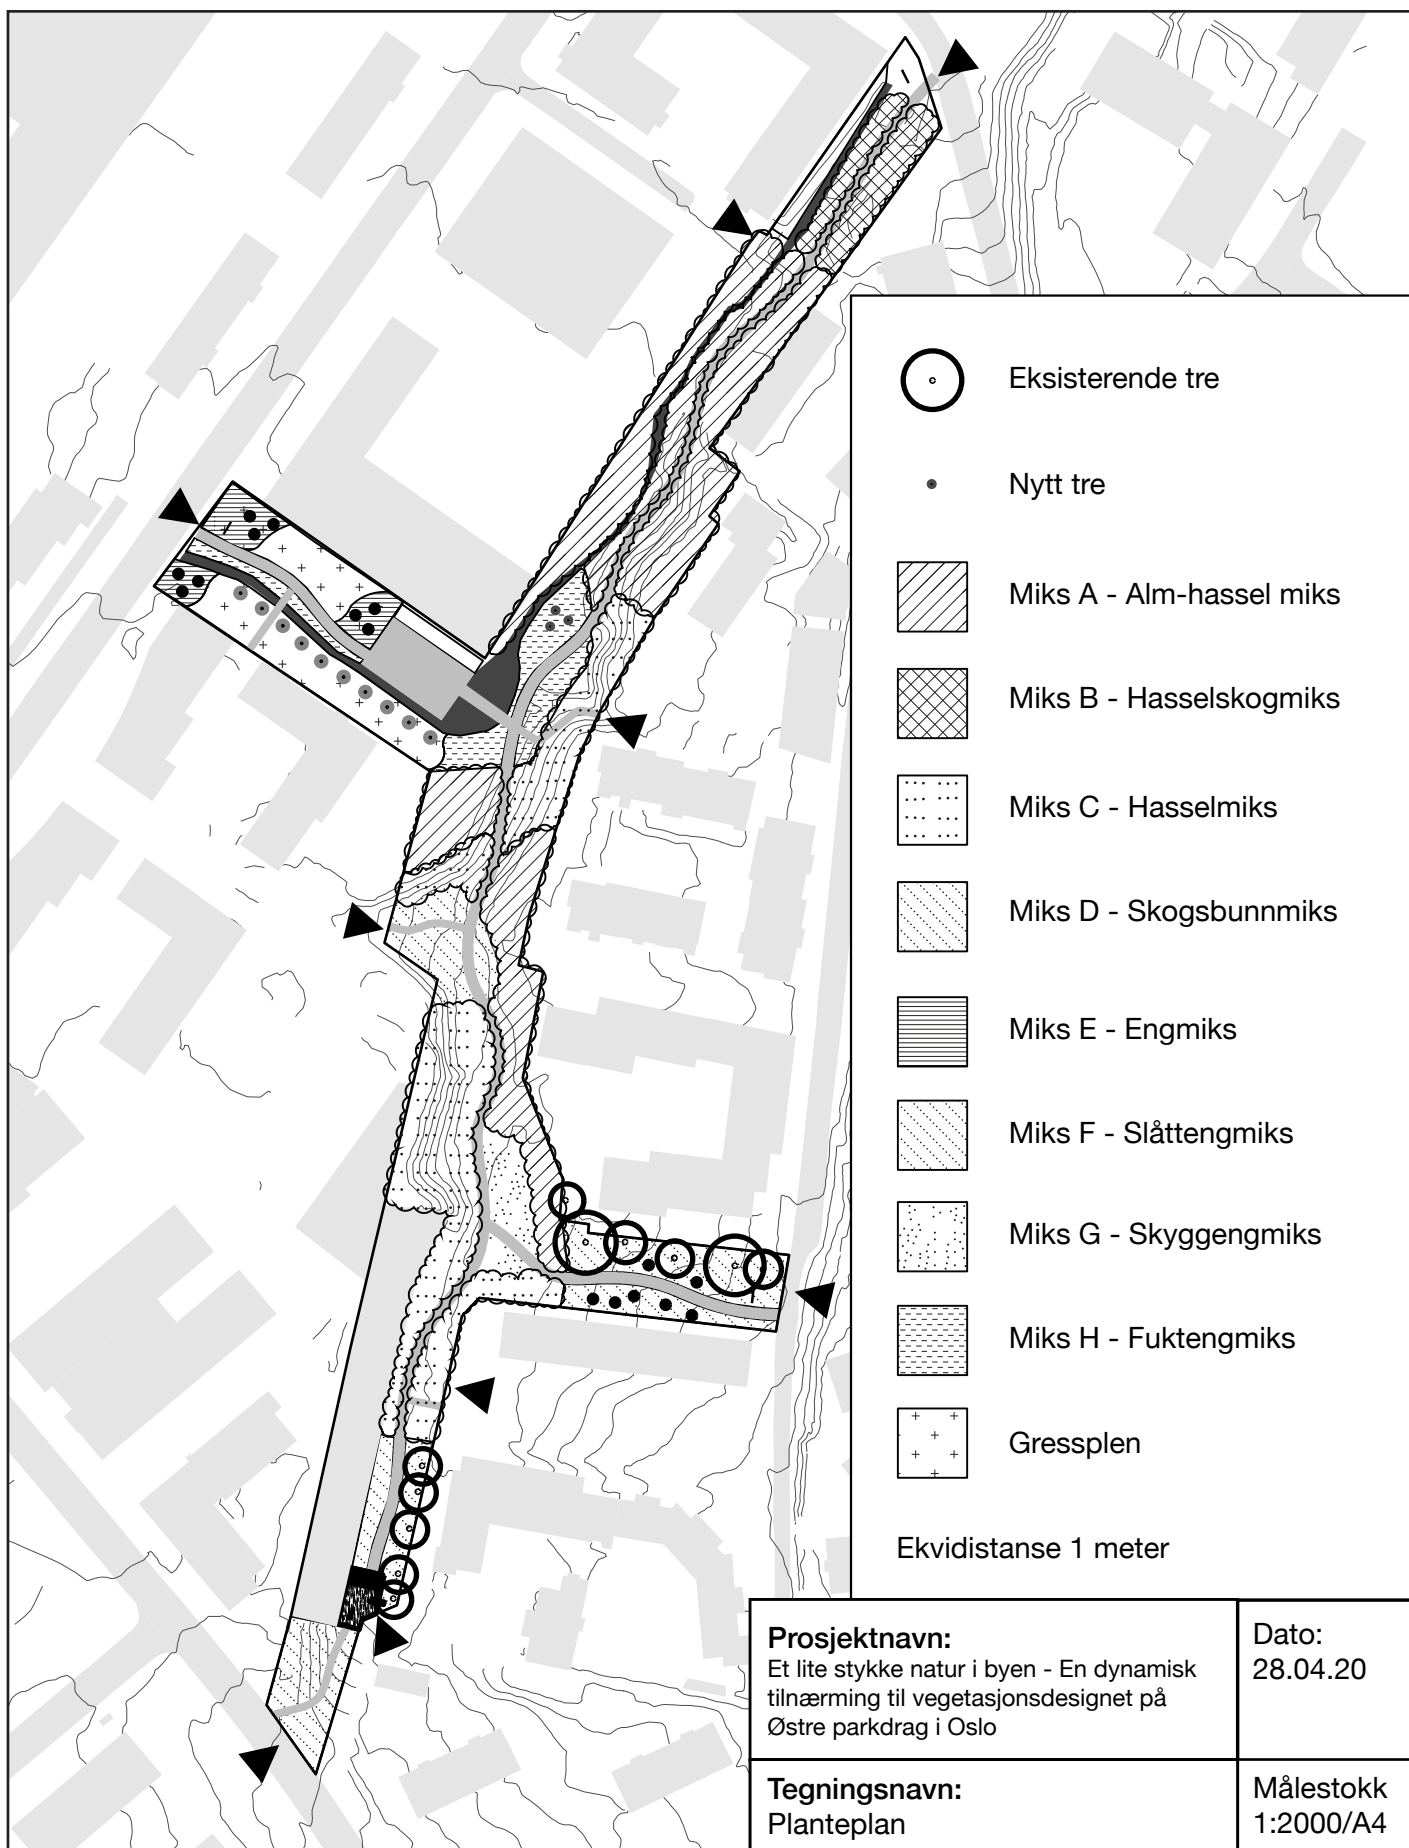 Eksisterende tre
Nytt tre
Miks A - Alm-hassel miks
Miks B - Hasselskogmiks
Miks C - Hasselmiks
Miks D - Skogsbunnmiks
Miks E - Engmiks
Miks F - Slåttengmiks
Miks G - Skyggengmiks
Miks H - Fuktengmiks
Gressplen
Ekvidistanse 1 meter
Prosjektnavn:
Et lite stykke natur i byen - En dynamisk
tilnærming til vegetasjonsdesignet på
Østre parkdrag i Oslo
Dato:
28.04.20
Tegningsnavn:
Planteplan
Målestokk
1:2000/A4